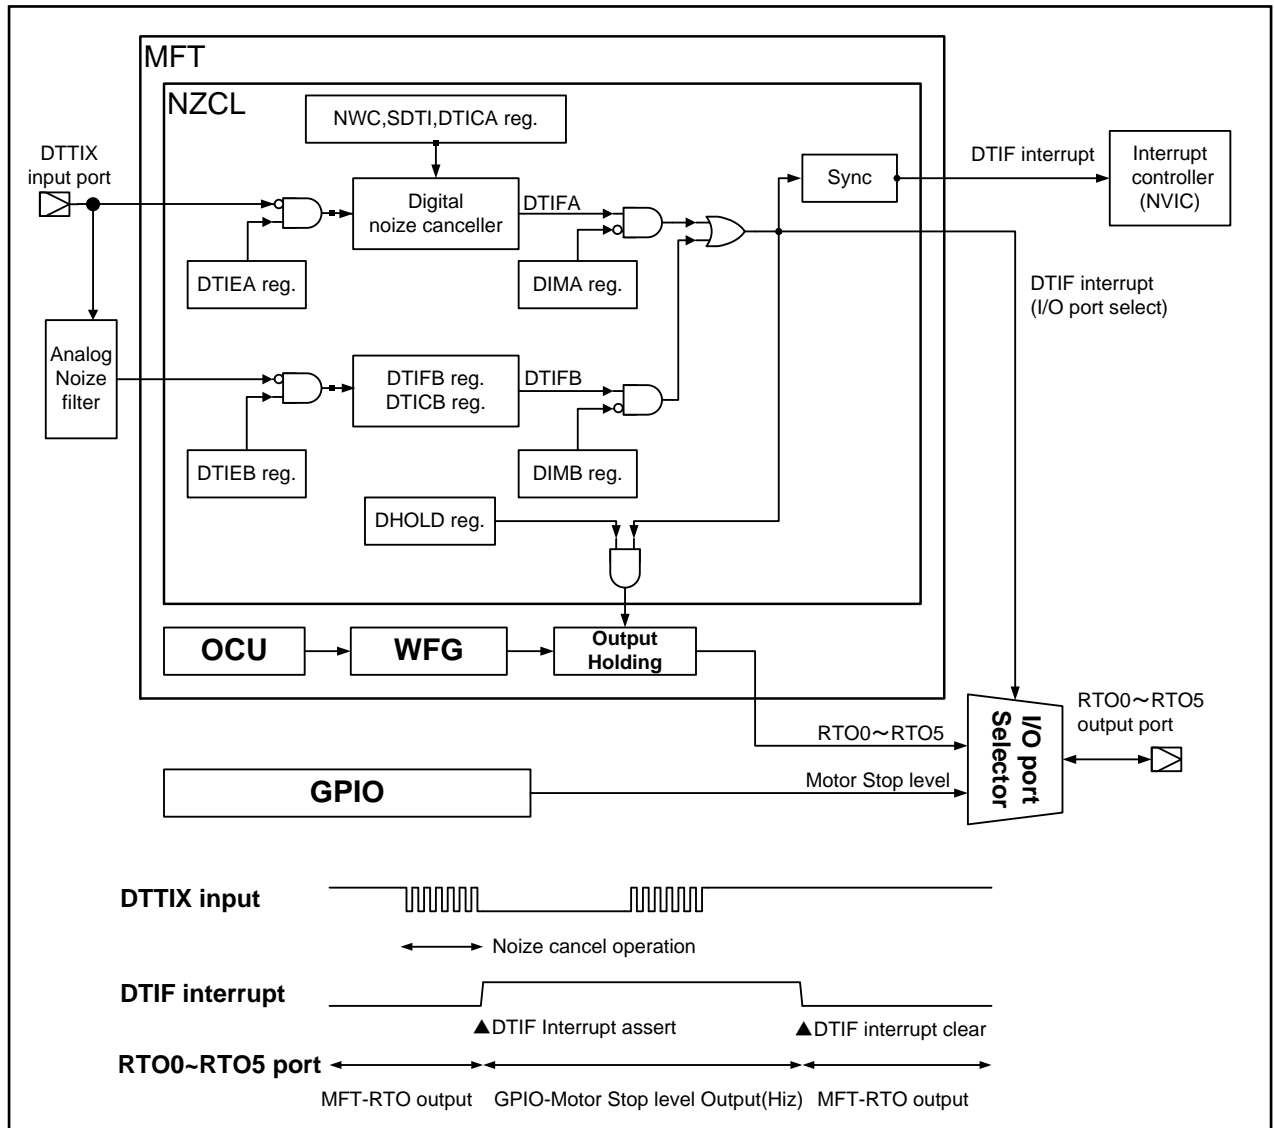 MFT
NZCL
NWC,SDTI,DTICA reg.
DTTIX
input port
Digital
noize canceller
DTIFA
Sync
DTIF interrupt
Interrupt
controller
(NVIC)
DTIEA reg.
DIMA reg.
DTIF interrupt
(I/O port select)
Analog
Noize
filter
DTIFB reg.
DTICB reg.
DTIFB
DTIEB reg.
DIMB reg.
DHOLD reg.
OCU
WFG
Output
Holding
RTO0～RTO5
output port
I/O port
Selector
RTO0～RTO5
GPIO
Motor Stop level
DTTIX input
Noize cancel operation
DTIF interrupt
▲DTIF Interrupt assert
▲DTIF interrupt clear
RTO0~RTO5 port
MFT-RTO output
GPIO-Motor Stop level Output(Hiz)
MFT-RTO output